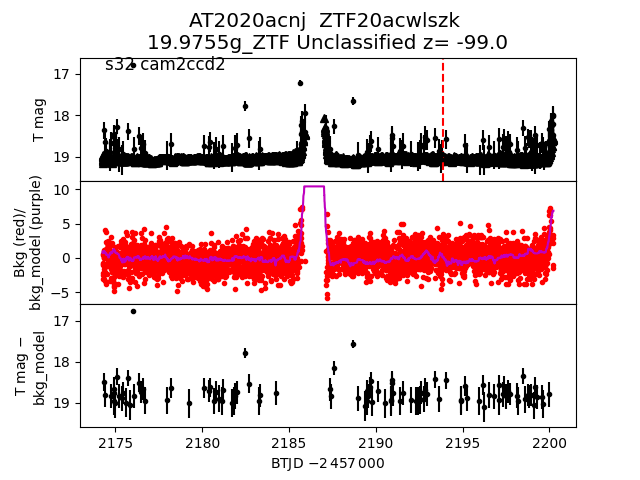 AT2020acnj  ZTF20acwlszk
19.9755g_ZTF Unclassified z= -99.0
s32 cam2ccd2
17
18
19
T mag
10
5
0
−5
Bkg (red)/
bkg_model (purple)
17
18
19
T mag −
bkg_model
2175
2180
2185
2190
2195
2200
BTJD −2 457 000